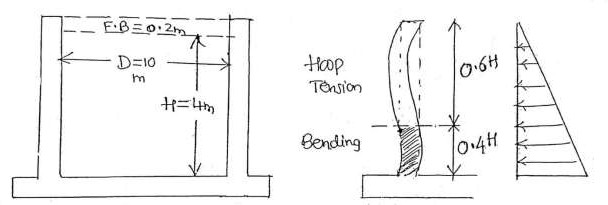 F.B=0.2m
D=10
m
H=4m
Hoop
Tension
Bending
0.6H
0.4H